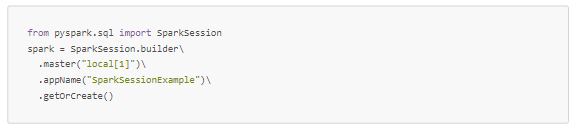 from pyspark.sql import SparkSession
spark = SparkSession.builder\
  .master("local[1]")\
  .appName("SparkSessionExample")\
  .getOrCreate()